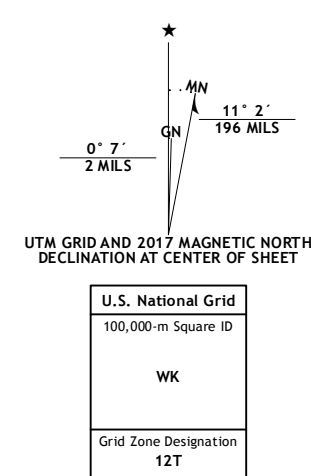 MN
GN
11° 2´
196 MILS
0° 7´
2 MILS
UTM GRID AND 2017 MAGNETIC NORTH
DECLINATION AT CENTER OF SHEET
U.S. National Grid
100,000-m Square ID
WK
Grid Zone Designation
12T